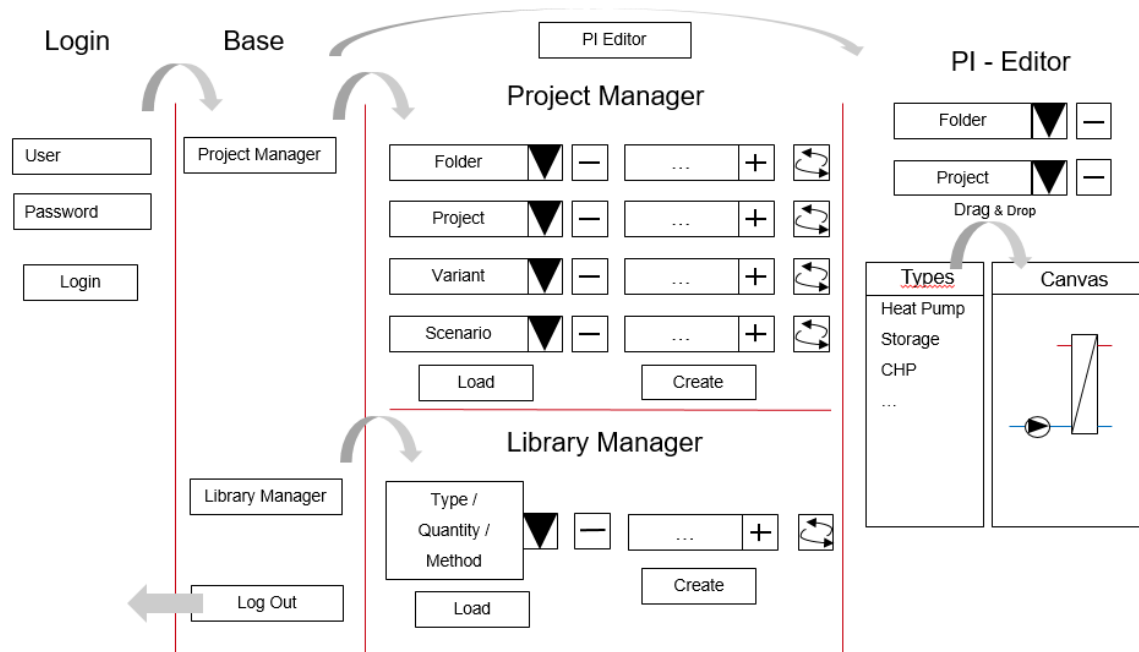 Login
User
Password
Login
Base
Project Manager
Library Manager
Log Out
PI Editor
Project Manager
Folder
...
Project
...
Variant
...
Scenario
...
Load
Create
Library Manager
Type /
Quantity /
Method
...
Load
Create
PI - Editor
Folder
Project
Drag & Drop
Types
Heat Pump
Storage
CHP
...
Canvas